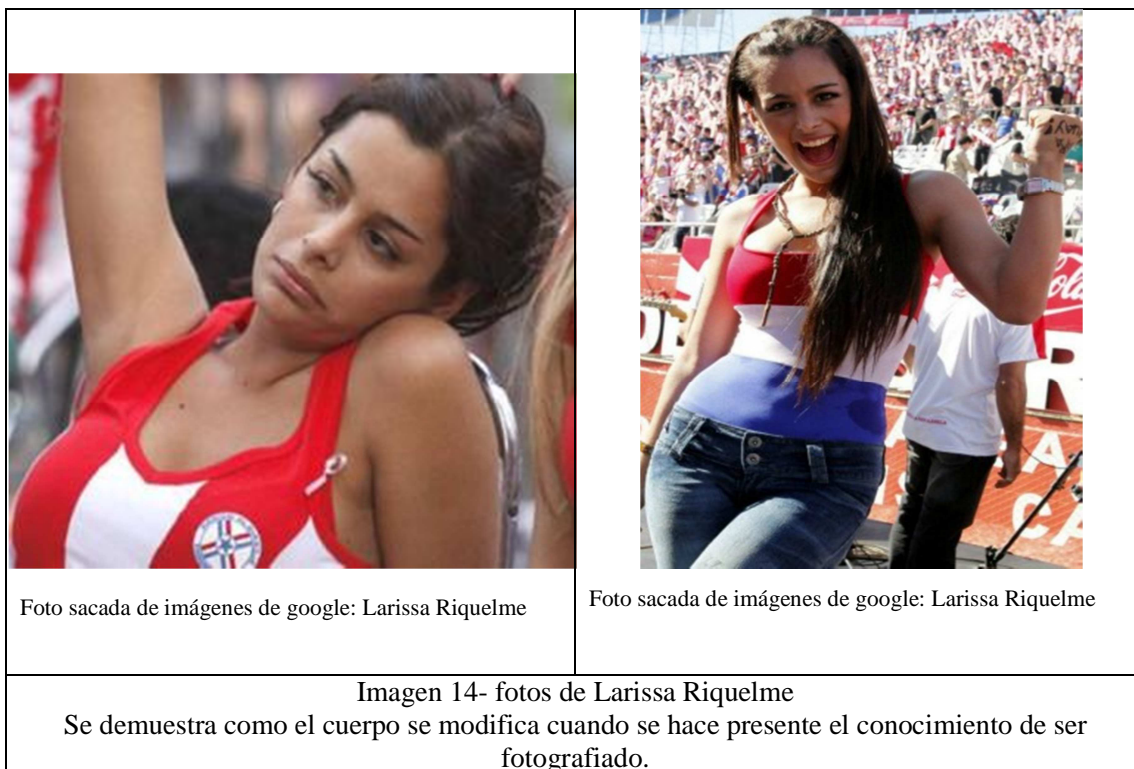 Cola
Foto sacada de imágenes de google: Larissa Riquelme
Foto sacada de imágenes de google: Larissa Riquelme
Imagen 14- fotos de Larissa Riquelme
Se demuestra como el cuerpo se modifica cuando se hace presente el conocimiento de ser
fotografiado.